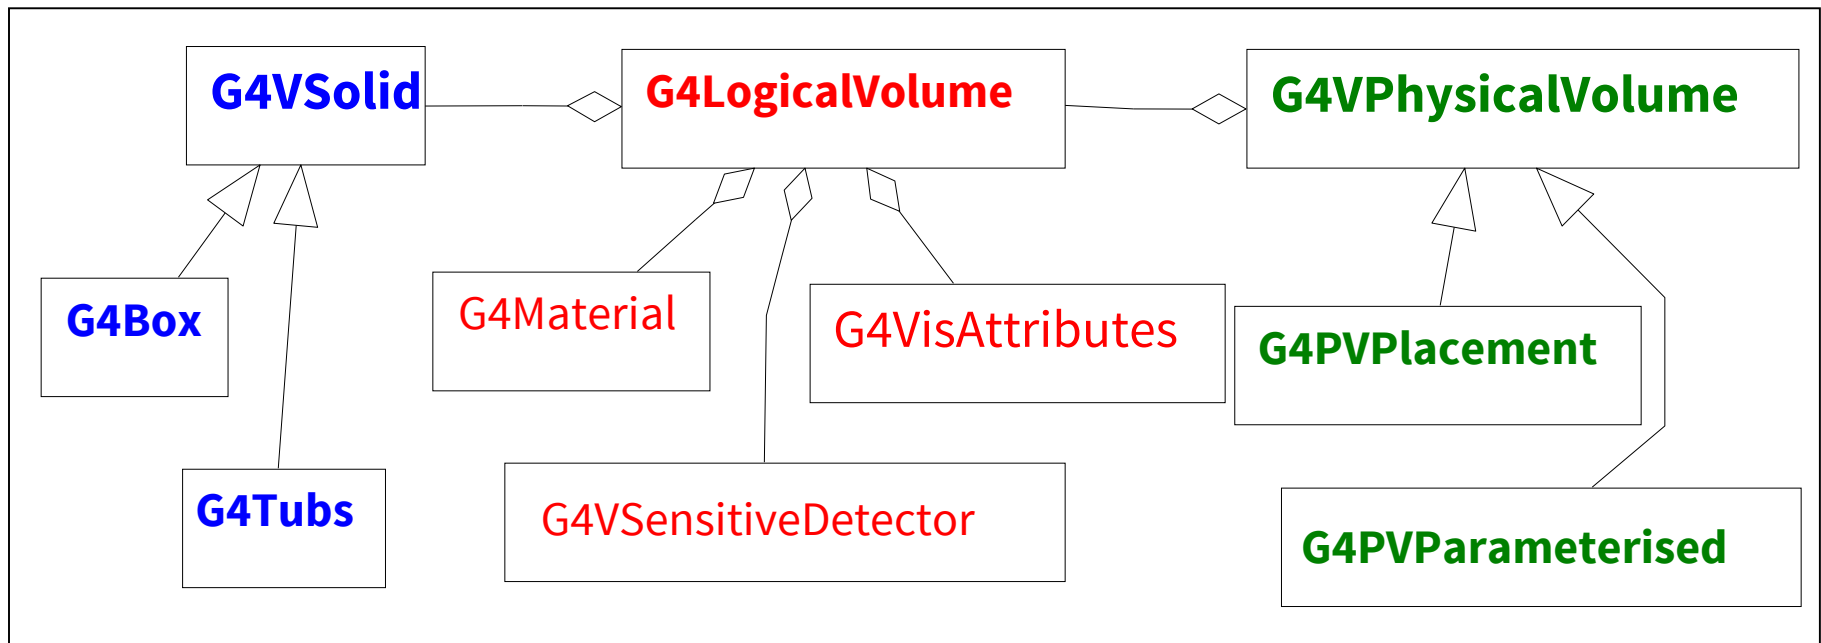 G4VSolid
G4LogicalVolume
G4VPhysicalVolume
G4Box
G4Material
G4VisAttributes
G4PVPlacement
G4Tubs
G4VSensitiveDetector
G4PVParameterised